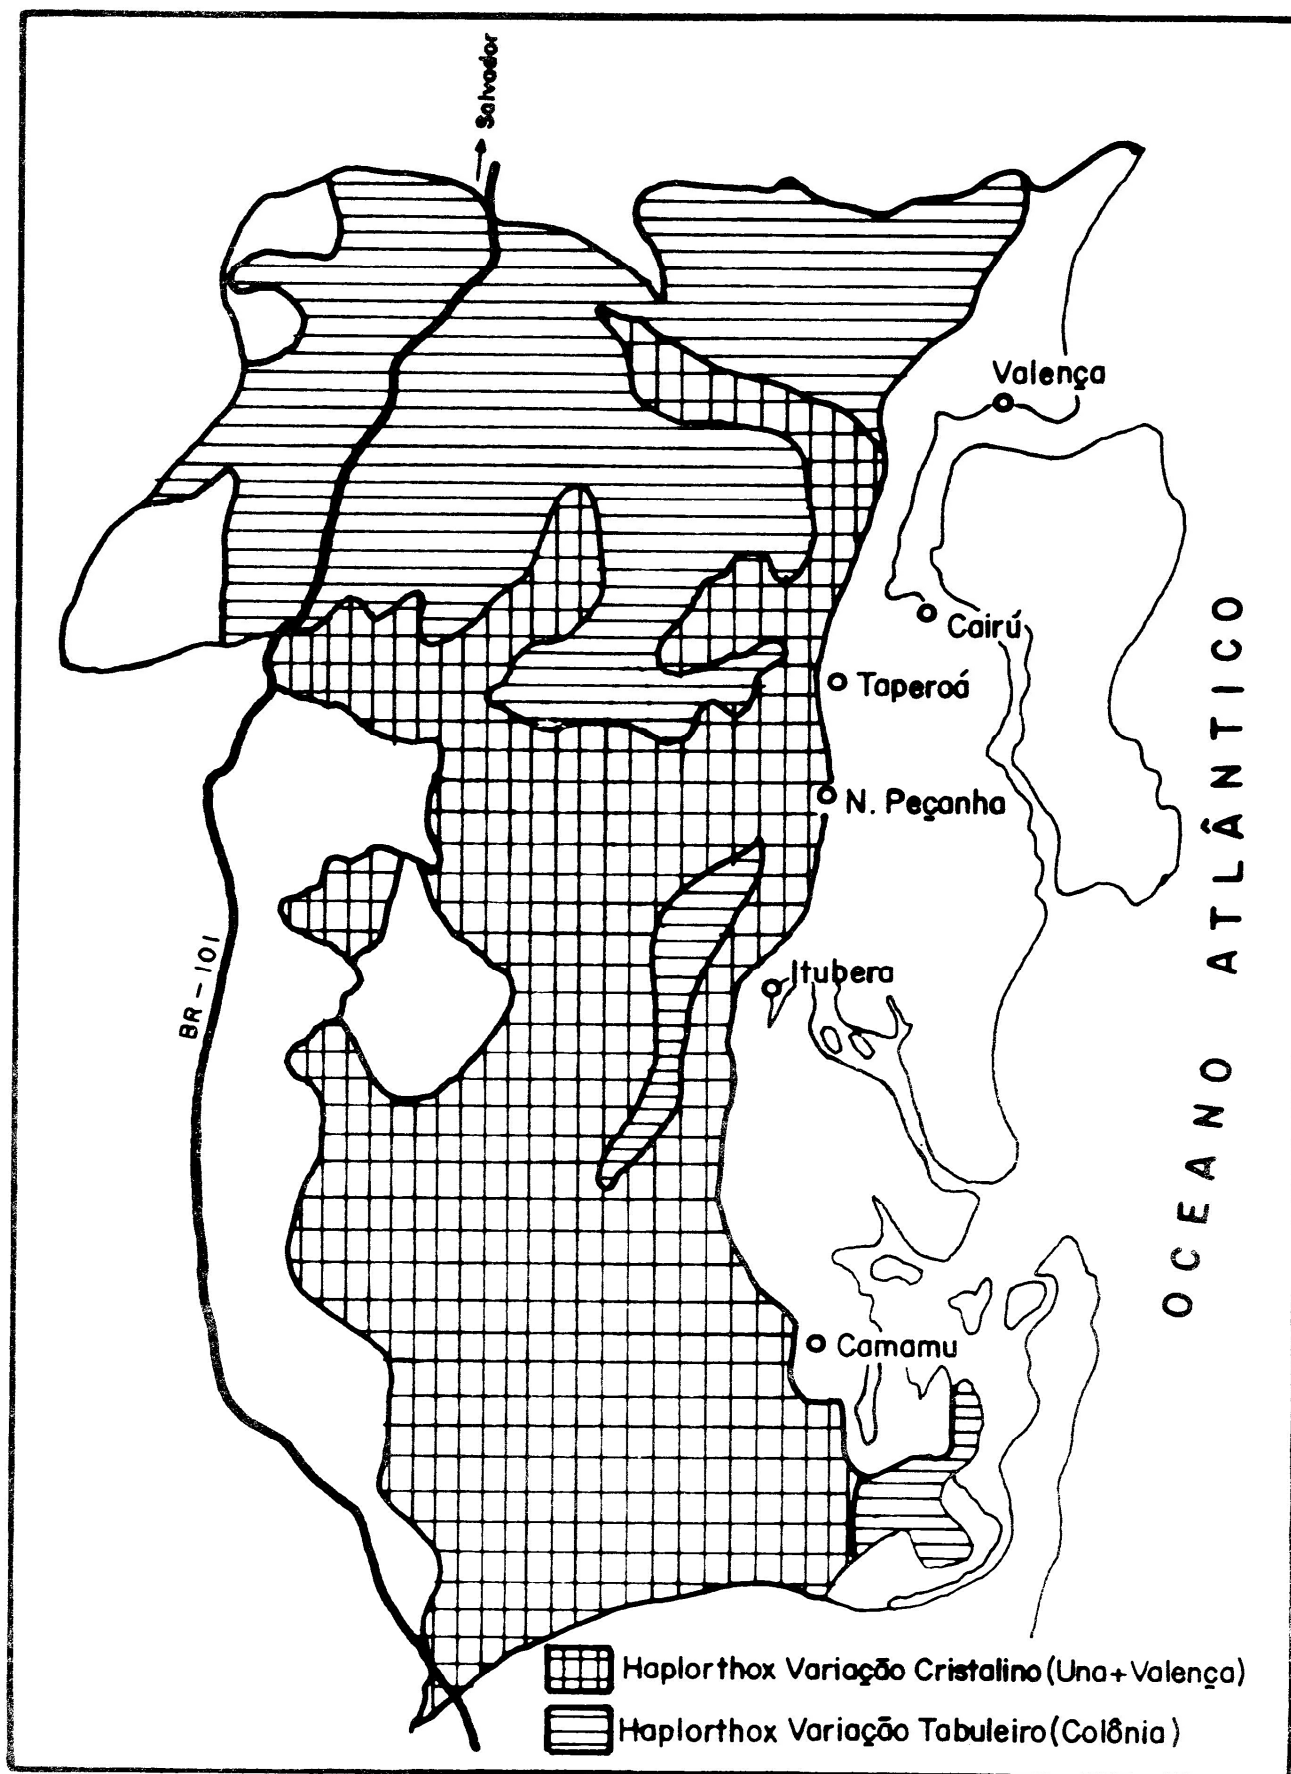 Salvador
Valença
Cairú
Taperoá
N. Peçanha
Itubera
BR-101
OCEANO ATLÂNTICO
Camamu
Haplorthox Variação Cristalino (Una+Valença)
Haplorthox Variação Tabuleiro (Colônia)